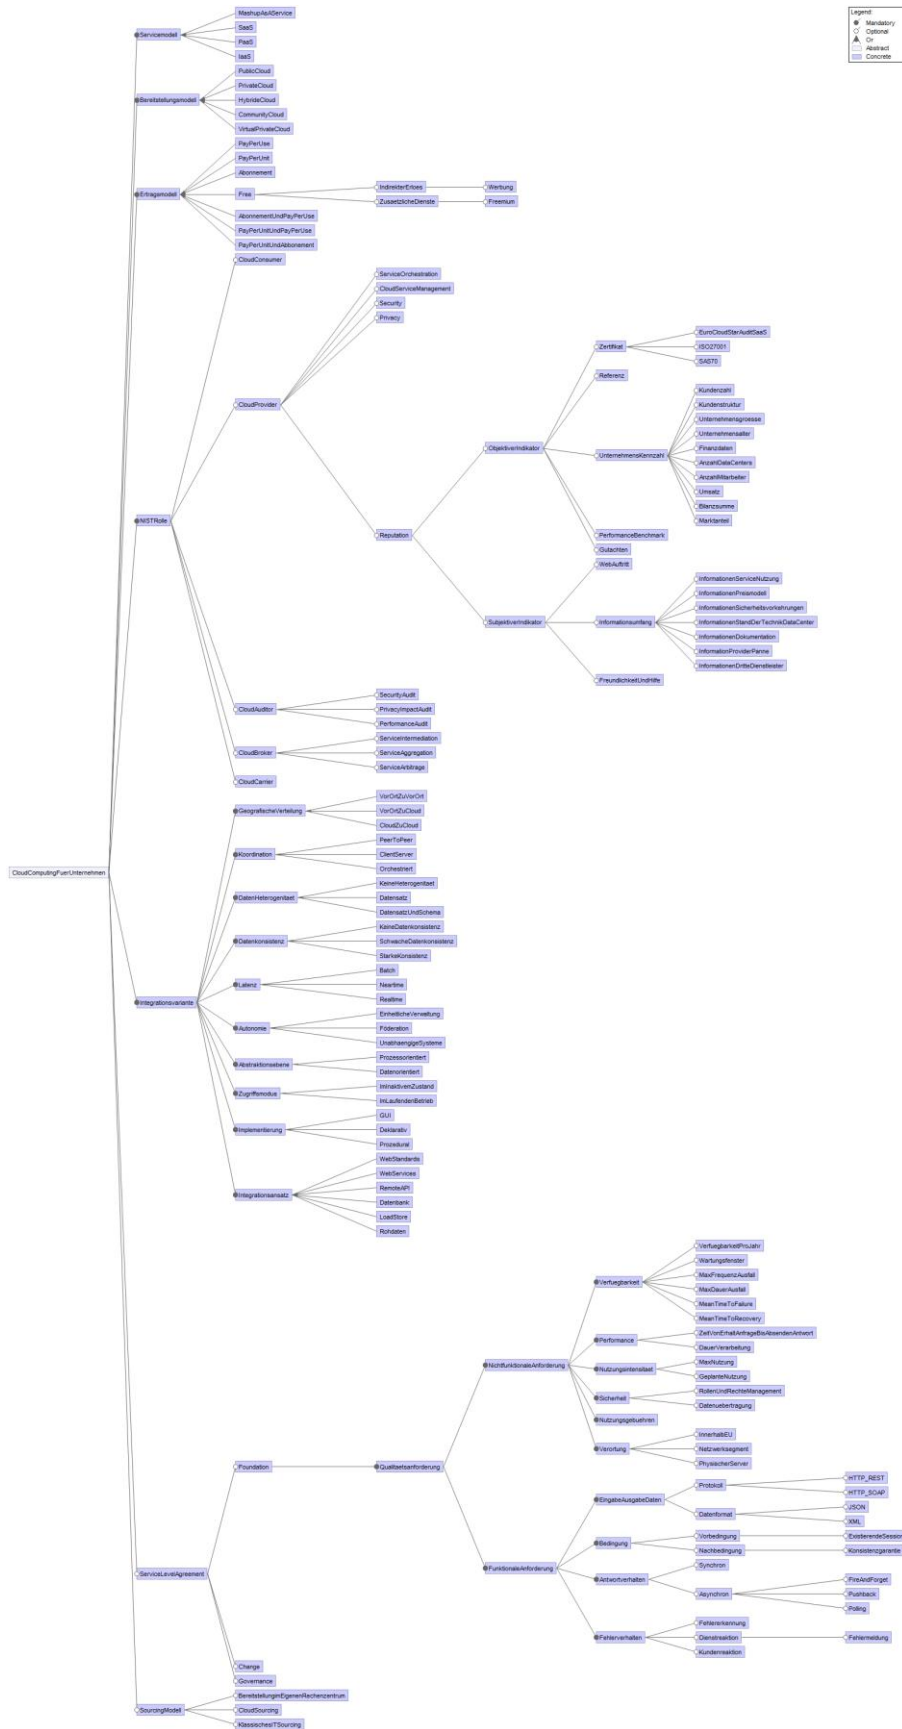 Legend:
Mandatory
Optional
Or
Abstract
Concrete
CloudComputingFuerUnternehmen
Servicemodell
MashupAsAService
SaaS
PaaS
IaaS
Bereitstellungsmodell
PublicCloud
PrivateCloud
HybrideCloud
CommunityCloud
VirtualPrivateCloud
Ertragsmodell
PayPerUse
PayPerUnit
Abonnement
Free
IndirekterErloes
Werbung
ZusaetzlicheDienste
Freemium
AbonnementUndPayPerUse
PayPerUnitUndPayPerUse
PayPerUnitUndAbbonement
NISTRolle
CloudConsumer
CloudProvider
ServiceOrchestration
CloudServiceManagement
Security
Privacy
Reputation
ObjektiverIndikator
Zertifikat
EuroCloudStarAuditSaaS
ISO27001
SAS70
Referenz
UnternehmensKennzahl
Kundenzahl
Kundenstruktur
Unternehmensgroesse
Unternehmensalter
Finanzdaten
AnzahlDataCenters
AnzahlMitarbeiter
Umsatz
Bilanzsumme
Marktanteil
PerformanceBenchmark
Gutachten
SubjektiverIndikator
WebAuftritt
Informationsumfang
InformationenServiceNutzung
InformationenPreismodell
InformationenSicherheitsvorkehrungen
InformationenStandDerTechnikDataCenter
InformationenDokumentation
InformationProviderPanne
InformationenDritteDienstleister
FreundlichkeitUndHilfe
CloudAuditor
SecurityAudit
PrivacyImpactAudit
PerformanceAudit
CloudBroker
ServiceIntermediation
ServiceAggregation
ServiceArbitrage
CloudCarrier
Integrationsvariante
GeografischeVerteilung
VorOrtZuVorOrt
VorOrtZuCloud
CloudZuCloud
Koordination
PeerToPeer
ClientServer
Orchestriert
DatenHeterogenitaet
KeineHeterogenitaet
Datensatz
DatensatzUndSchema
Datenkonsistenz
KeineDatenkonsistenz
SchwacheDatenkonsistenz
StarkeKonsistenz
Latenz
Batch
Neartime
Realtime
Autonomie
EinheitlicheVerwaltung
Föderation
UnabhaengigeSysteme
Abstraktionsebene
Prozessorientiert
Datenorientiert
Zugriffsmodus
ImInaktivemZustand
ImLaufendenBetrieb
Implementierung
GUI
Deklarativ
Prozedural
Integrationsansatz
WebStandards
WebServices
RemoteAPI
Datenbank
LoadStore
Rohdaten
ServiceLevelAgreement
Foundation
Qualitaetsanforderung
NichtfunktionaleAnforderung
Verfuegbarkeit
VerfuegbarkeitProJahr
Wartungsfenster
MaxFrequenzAusfall
MaxDauerAusfall
MeanTimeToFailure
MeanTimeToRecovery
Performance
ZeitVonErhaltAnfrageBisAbsendenAntwort
DauerVerarbeitung
Nutzungsintensitaet
MaxNutzung
GeplanteNutzung
Sicherheit
RollenUndRechteManagement
Datenuebertragung
Nutzungsgebuehren
Verortung
InnerhalbEU
Netzwerksegment
PhysischerServer
FunktionaleAnforderung
EingabeAusgabeDaten
Protokoll
HTTP_REST
HTTP_SOAP
Datenformat
JSON
XML
Bedingung
Vorbedingung
ExistierendeSession
Nachbedingung
Konsistenzgarantie
Antwortverhalten
Synchron
Asynchron
FireAndForget
Pushback
Polling
Fehlerverhalten
Fehlererkennung
Dienstreaktion
Fehlermeldung
Kundenreaktion
Change
Governance
SourcingModell
BereitstellungimEigenenRechenzentrum
CloudSourcing
KlassischesITSourcing